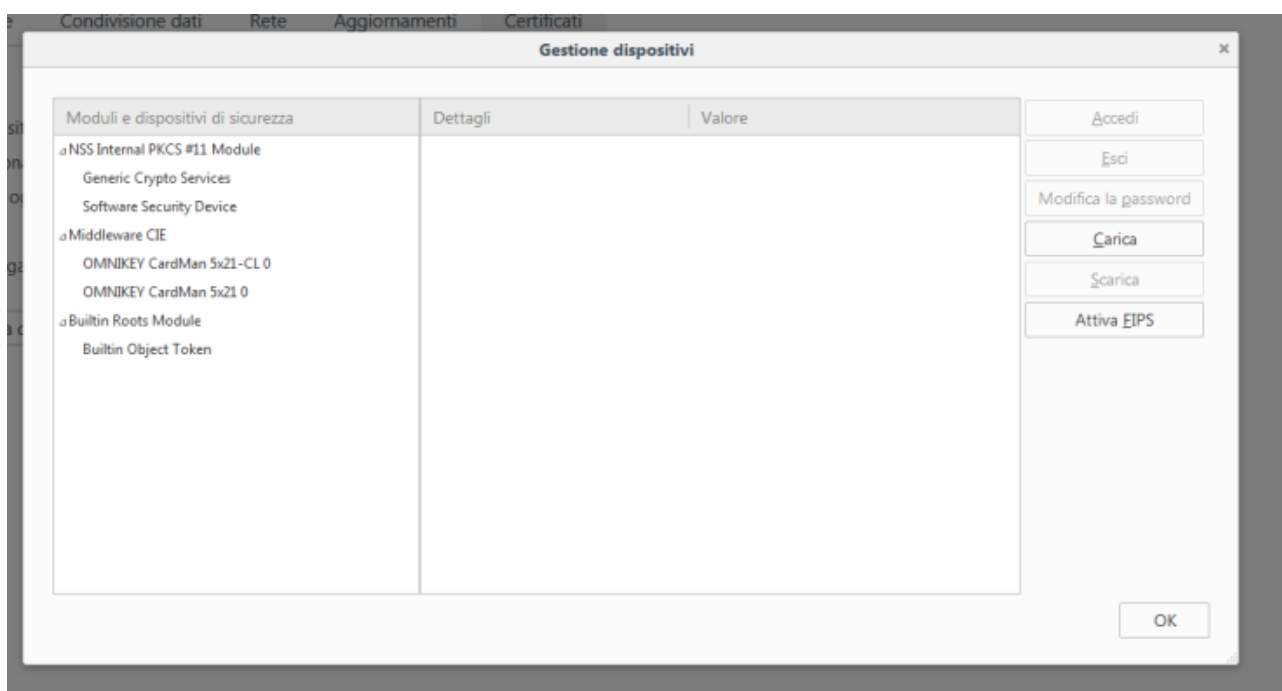 Condivisione dati Rete Aggiornamenti Certificati
Gestione dispositivi
Moduli e dispositivi di sicurezza Dettagli Valore
NSS Internal PKCS #11 Module
Generic Crypto Services
Software Security Device
Middleware CIE
OMNIKEY CardMan 5x21-CL 0
OMNIKEY CardMan 5x21 0
Builtin Roots Module
Builtin Object Token
Accedi
Esci
Modifica la password
Carica
Scarica
Attiva FIPS
OK